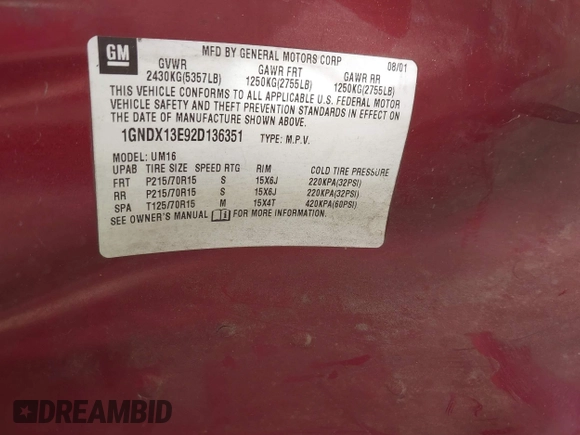 GM
MFD BY GENERAL MOTORS CORP 08/01
GVWR GAWR FRT GAWR RR
2430KG(5357LB) 1250KG(2755LB) 1250KG(2755LB)
THIS VEHICLE CONFORMS TO ALL APPLICABLE U.S. FEDERAL MOTOR
VEHICLE SAFETY AND THEFT PREVENTION STANDARDS IN EFFECT ON
THE DATE OF MANUFACTURE SHOWN ABOVE.
1GNDX13E92D136351 TYPE: M.P.V.
MODEL: UM16
UPAB TIRE SIZE SPEED RTG RIM COLD TIRE PRESSURE
FRT P215/70R15 S 15X6J 220KPA(32PSI)
RR P215/70R15 S 15X6J 220KPA(32PSI)
SPA T125/70R15 M 15X4T 420KPA(60PSI)
SEE OWNER'S MANUAL FOR MORE INFORMATION
DREAMBID